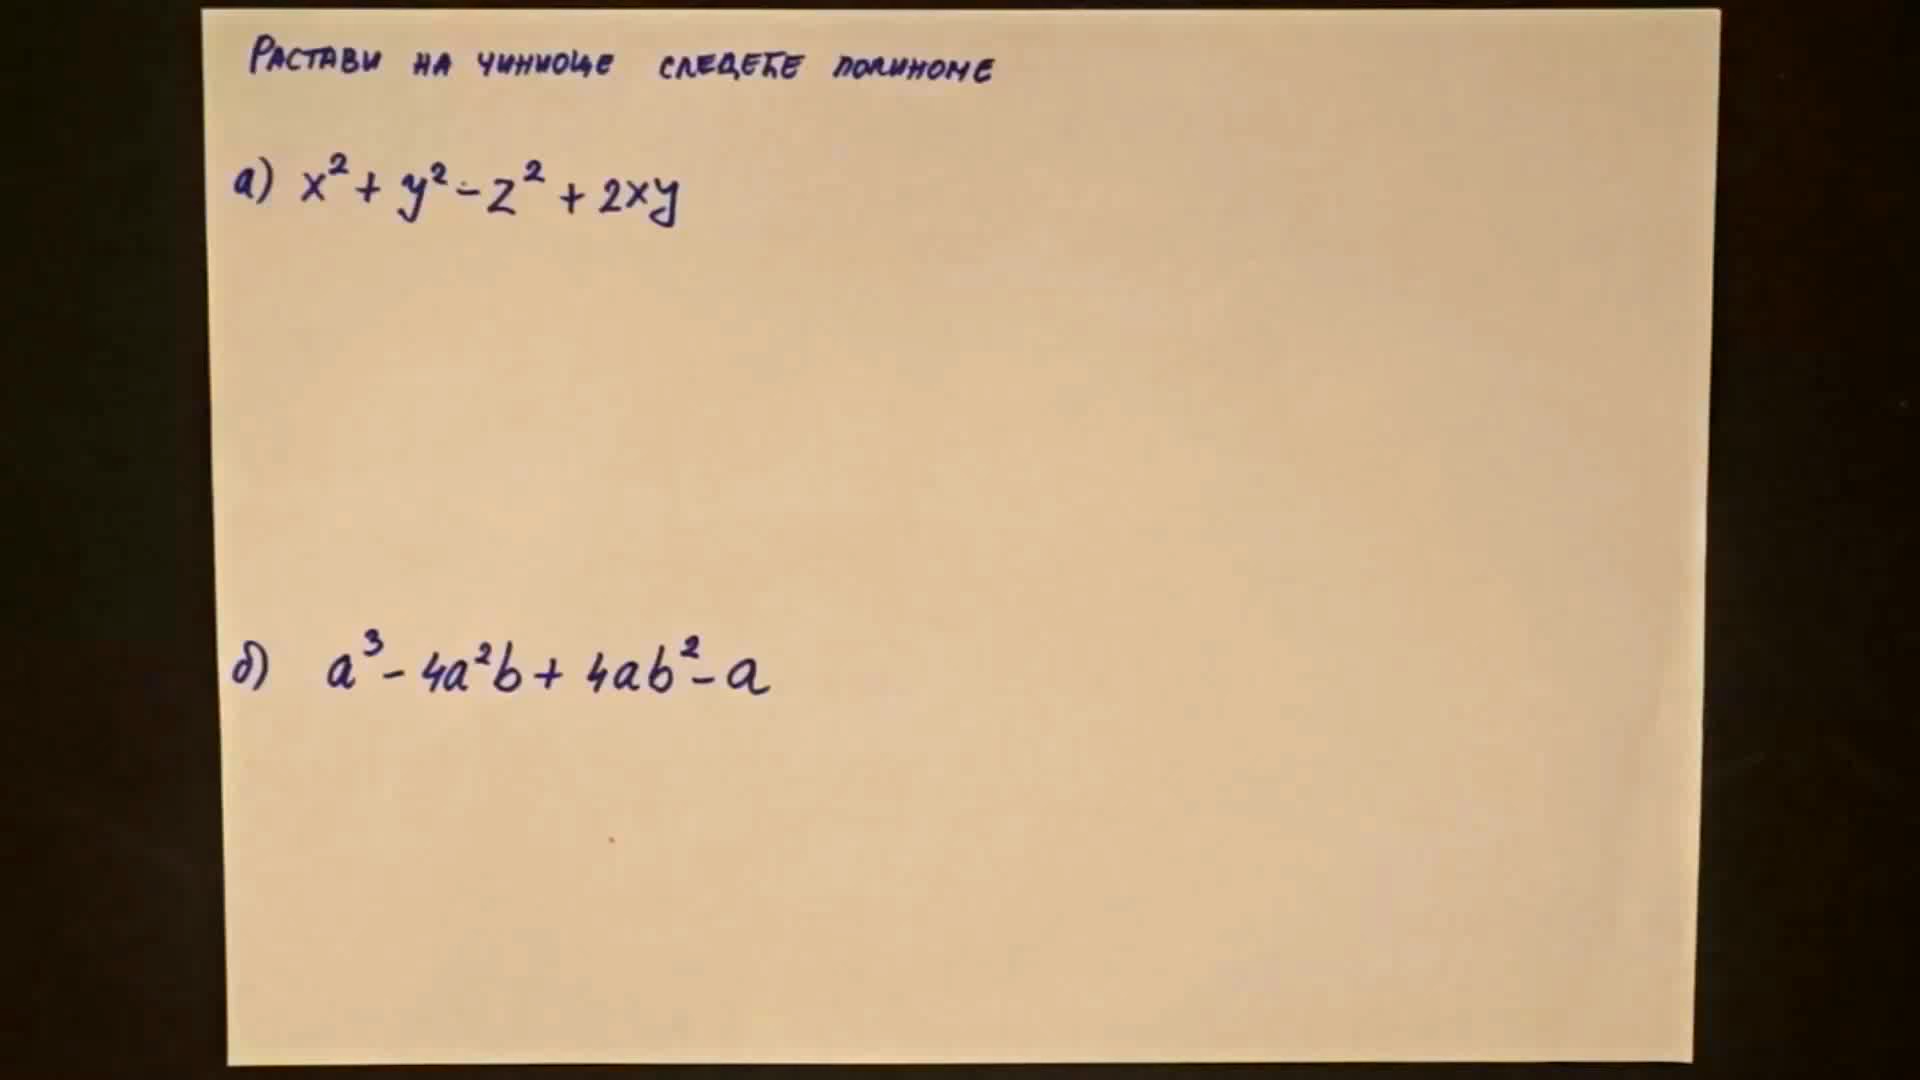 Растави на чиниоце следеће полиноме
а) x² + y² - z² + 2xy
б) a³ - 4a²b + 4ab² - a